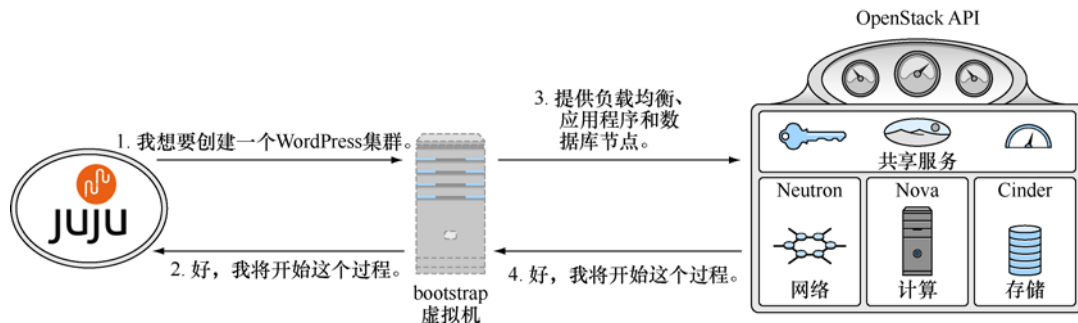 OpenStack API
1. 我想要创建一个WordPress集群。
3. 提供负载均衡、
应用程序和数
据库节点。
共享服务
juju
Neutron
Nova
Cinder
2. 好，我将开始这个过程。
4. 好，我将开始这个过程。
网络
计算
存储
bootstrap
虚拟机